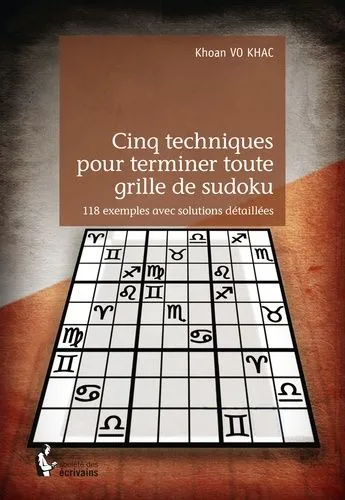 Khoan VO KHAC
Cinq techniques
pour terminer toute
grille de sudoku
118 exemples avec solutions détaillées
♈ ♎ ♐
♊ ♉ ♌
♐ ♍ ♌
♌ ♊ ♐
♈ ♏ ♉
♍ ♋
♊ ♈
♋ ♎
♎ ♊
société des
écrivains